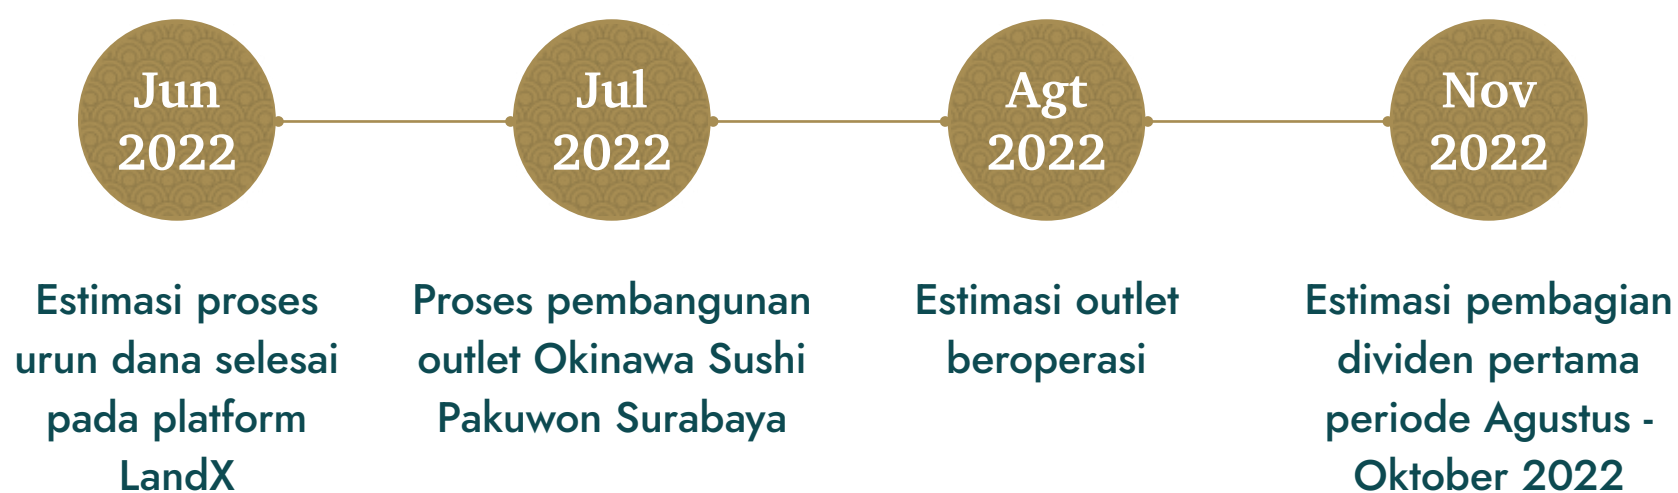 Jun
2022
Jul
2022
Agt
2022
Nov
2022
Estimasi proses
urun dana selesai
pada platform
LandX
Proses pembangunan
outlet Okinawa Sushi
Pakuwon Surabaya
Estimasi outlet
beroperasi
Estimasi pembagian
dividen pertama
periode Agustus -
Oktober 2022